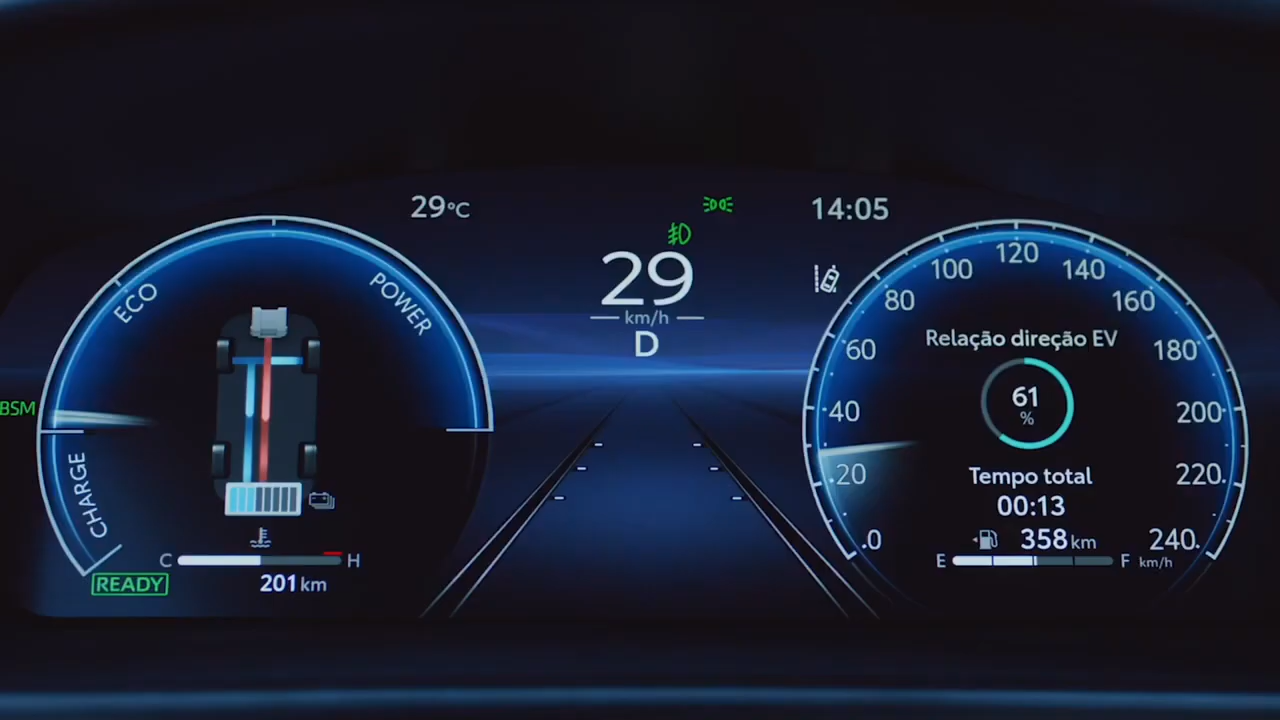 29°C
14:05
29
km/h
D
ECO
POWER
CHARGE
BSM
C
H
READY
201 km
0
20
40
60
80
100
120
140
160
180
200
220
240
km/h
Relação direção EV
61
%
Tempo total
00:13
358 km
E
F